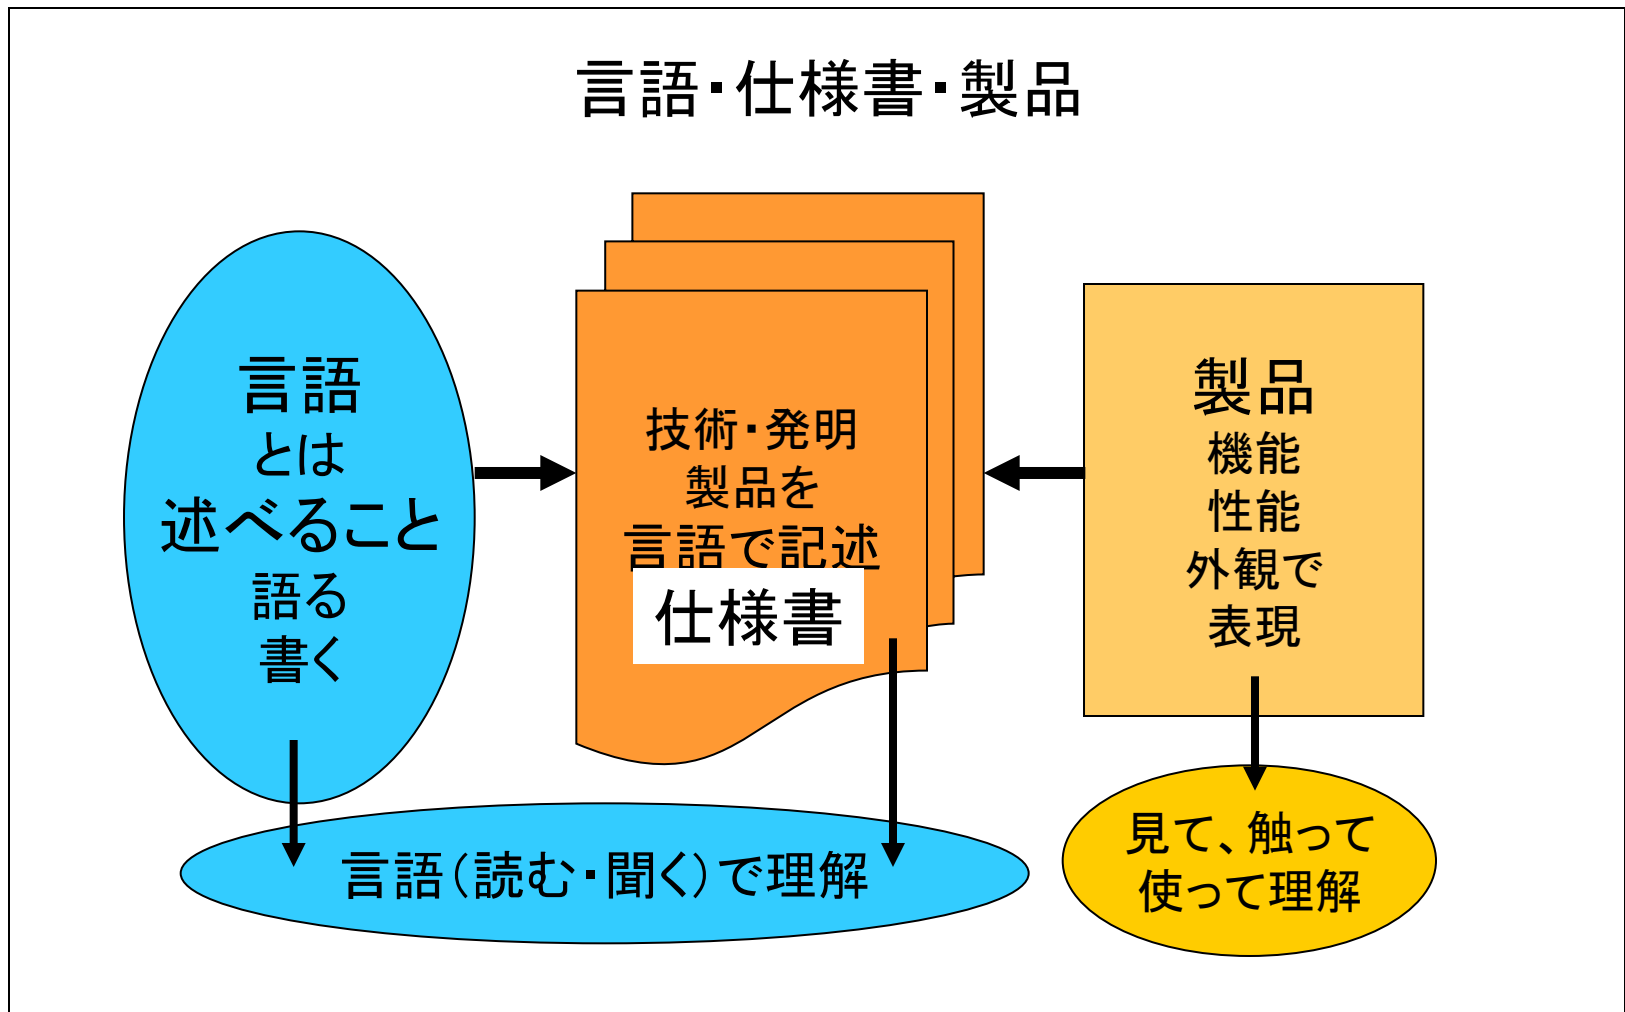 言語・仕様書・製品
言語
とは
述べること
語る
書く
技術・発明
製品を
言語で記述
仕様書
製品
機能
性能
外観で
表現
言語（読む・聞く）で理解
見て、触って
使って理解